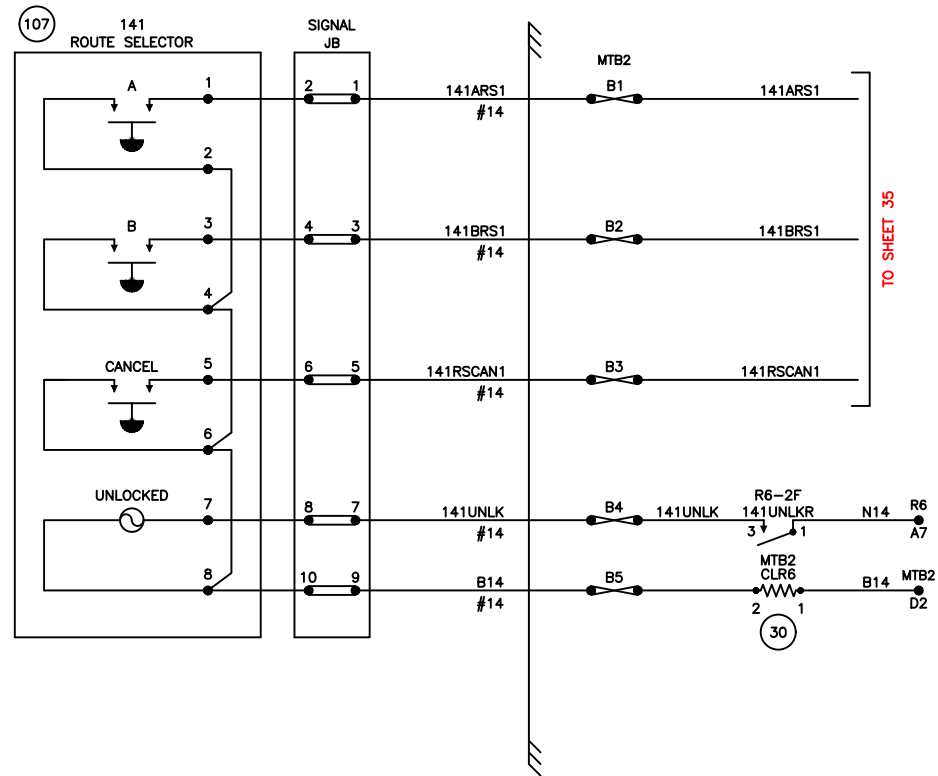 107
141
ROUTE SELECTOR
SIGNAL
JB
MTB2
A
1
2
1
141ARS1
#14
B1
141ARS1
2
B
3
4
3
141BRS1
#14
B2
141BRS1
TO SHEET 35
4
CANCEL
5
6
5
141RSCAN1
#14
B3
141RSCAN1
6
UNLOCKED
7
8
7
141UNLK
#14
B4
141UNLK
R6-2F
141UNLKR
3
1
N14
R6
A7
8
10
9
B14
#14
B5
MTB2
CLR6
2
1
30
B14
MTB2
D2